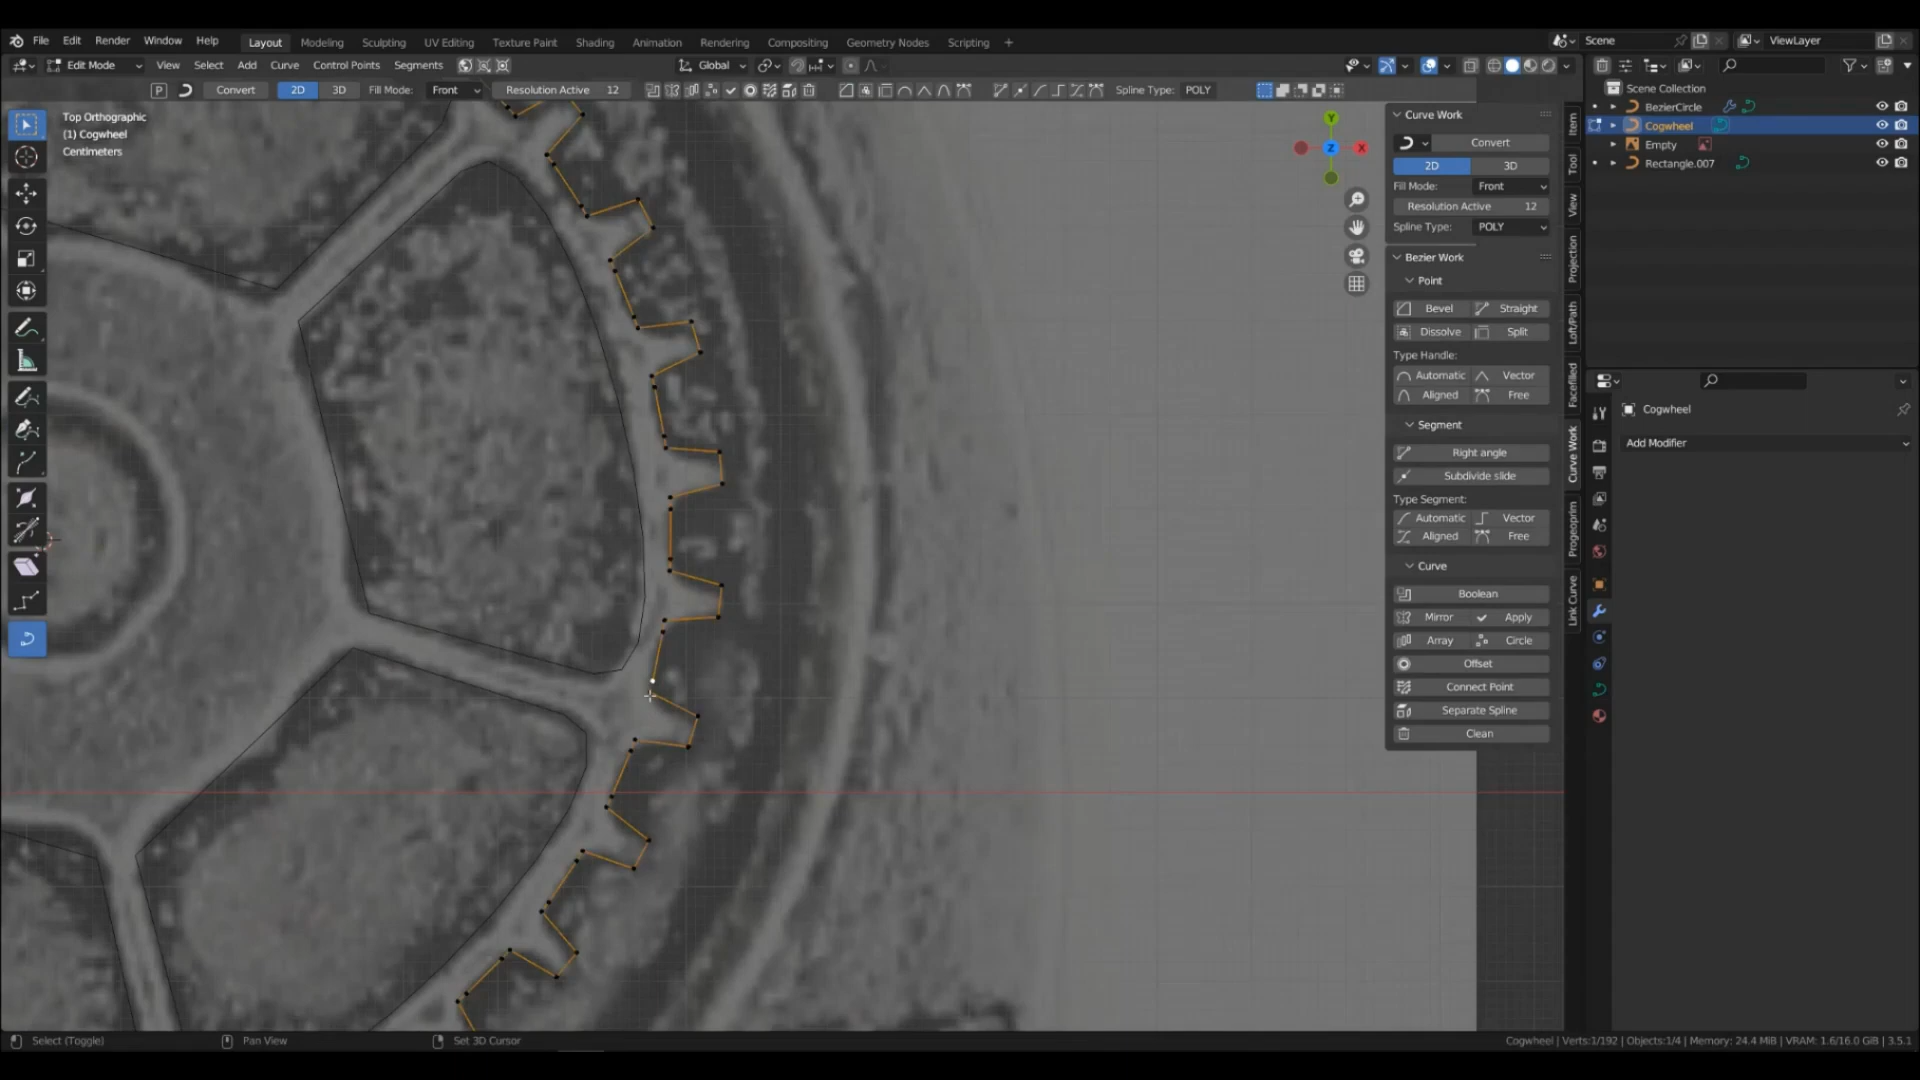 File Edit Render Window Help Layout Modeling Sculpting UV Editing Texture Paint Shading Animation Rendering Compositing Geometry Nodes Scripting + Scene ViewLayer
Edit Mode View Select Add Curve Control Points Segments Global
P Convert 2D 3D Fill Mode: Front Resolution Active 12 Spline Type: POLY
Top Orthographic
(1) Cogwheel
Centimeters
Y
Z
X
Curve Work
Convert
2D 3D
Fill Mode: Front
Resolution Active 12
Spline Type: POLY
Bezier Work
Point
Bevel Straight
Dissolve Split
Type Handle:
Automatic Vector
Aligned Free
Segment
Right angle
Subdivide slide
Type Segment:
Automatic Vector
Aligned Free
Curve
Boolean
Mirror Apply
Array Circle
Offset
Connect Point
Separate Spline
Clean
Item
Tool
View
Projection
Loft/Path
Facefilled
Curve Work
Progeoprim
Link Curve
Scene Collection
BezierCircle
Cogwheel
Empty
Rectangle.007
Cogwheel
Add Modifier
Select (Toggle) Pan View Set 3D Cursor Cogwheel | Verts:1/192 | Objects:1/4 | Memory: 24.4 MiB | VRAM: 1.6/16.0 GiB | 3.5.1